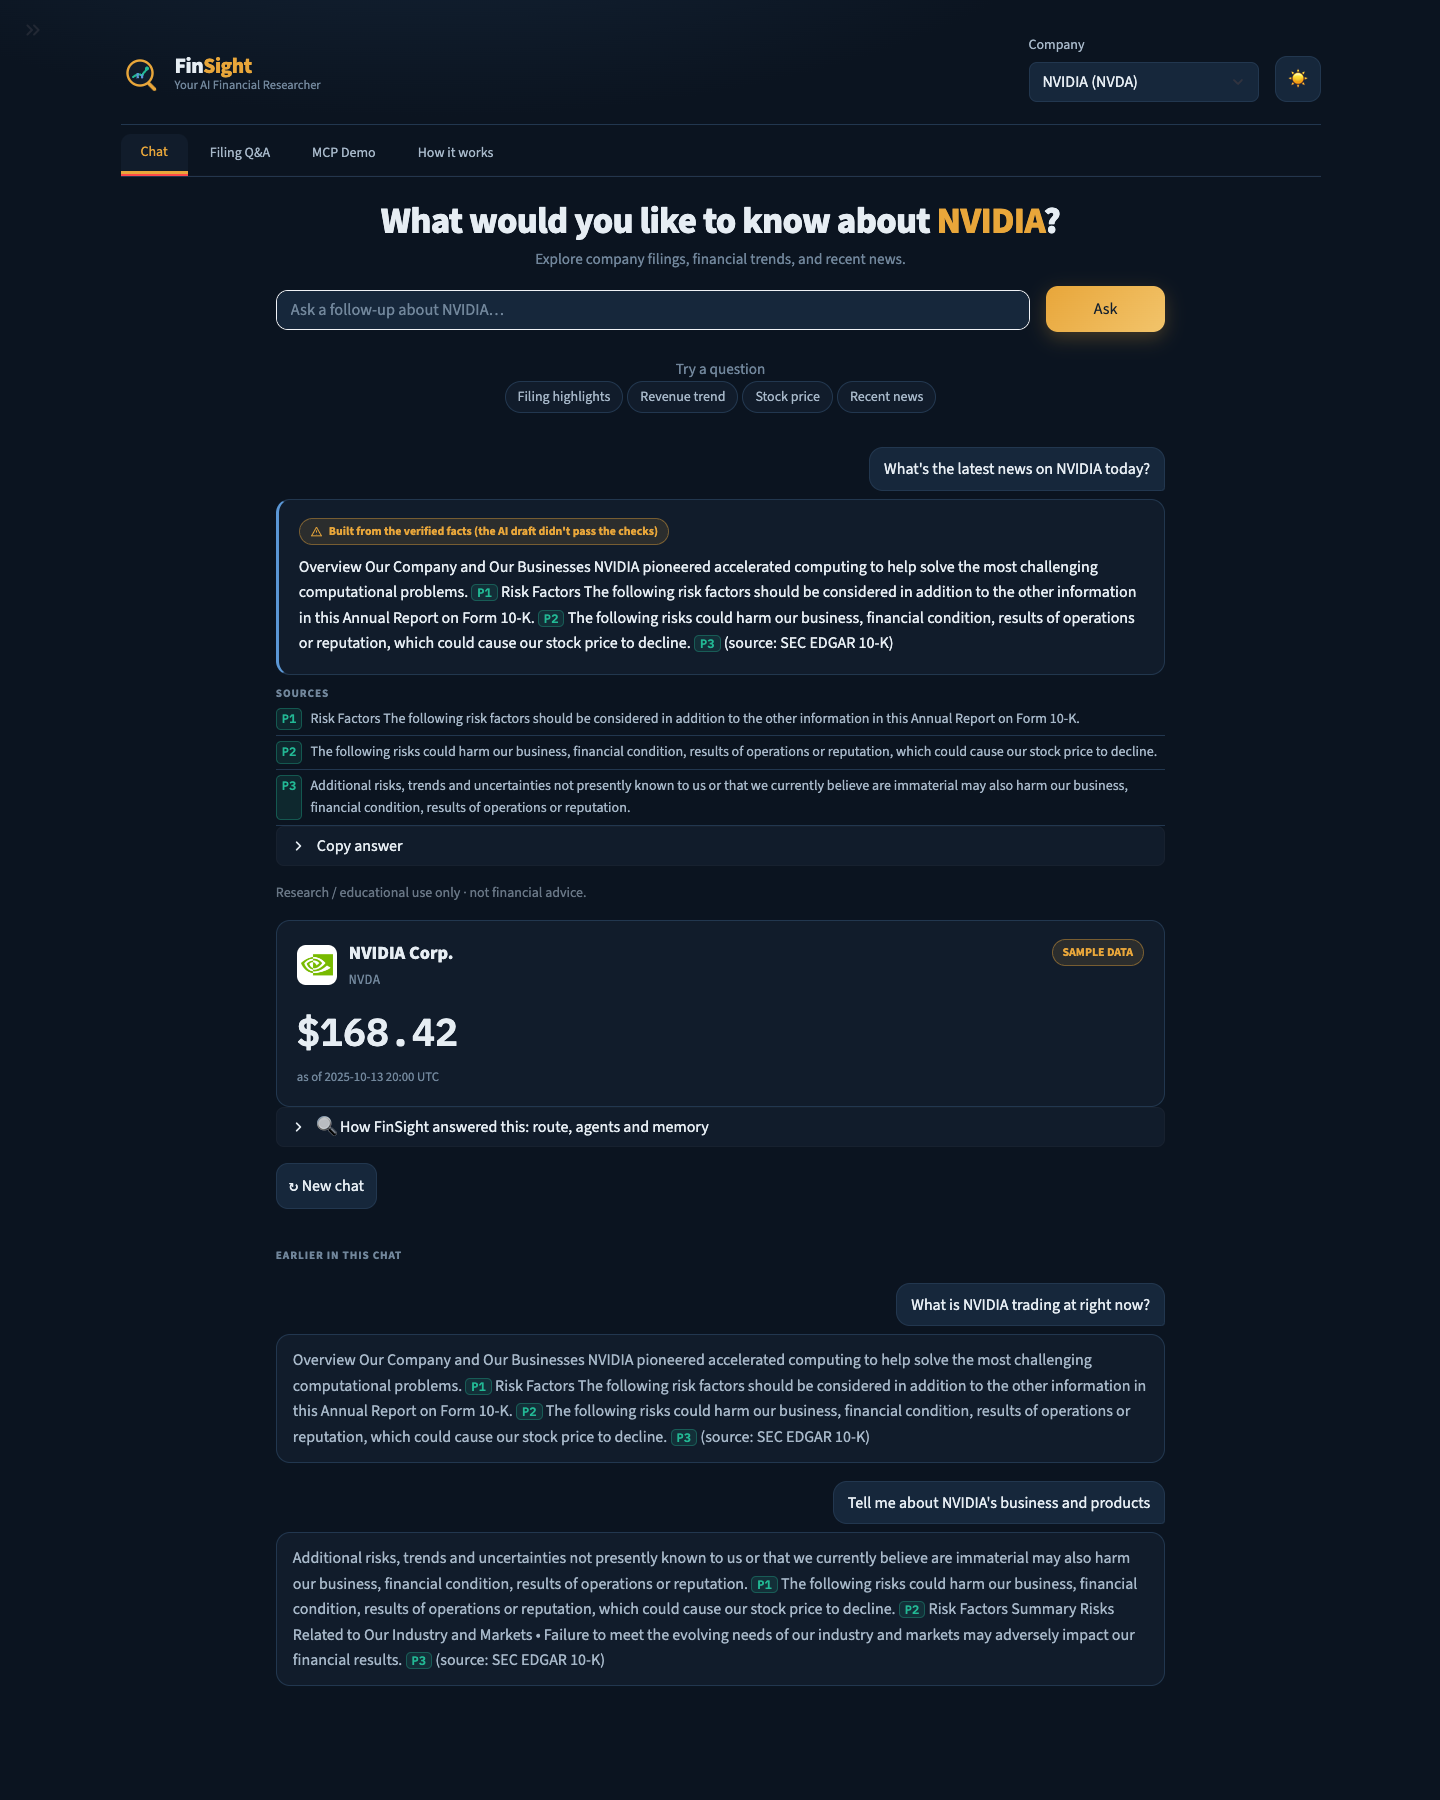 FinSight
Your AI Financial Researcher
Company
NVIDIA (NVDA)
Chat
Filing Q&A
MCP Demo
How it works
What would you like to know about NVIDIA?
Explore company filings, financial trends, and recent news.
Ask a follow-up about NVIDIA...
Ask
Try a question
Filing highlights
Revenue trend
Stock price
Recent news
What's the latest news on NVIDIA today?
Built from the verified facts (the AI draft didn't pass the checks)
Overview Our Company and Our Businesses NVIDIA pioneered accelerated computing to help solve the most challenging
computational problems. P1 Risk Factors The following risk factors should be considered in addition to the other information
in this Annual Report on Form 10-K. P2 The following risks could harm our business, financial condition, results of operations
or reputation, which could cause our stock price to decline. P3 (source: SEC EDGAR 10-K)
SOURCES
P1 Risk Factors The following risk factors should be considered in addition to the other information in this Annual Report on Form 10-K.
P2 The following risks could harm our business, financial condition, results of operations or reputation, which could cause our stock price to decline.
P3 Additional risks, trends and uncertainties not presently known to us or that we currently believe are immaterial may also harm our business,
financial condition, results of operations or reputation.
Copy answer
Research / educational use only · not financial advice.
NVIDIA Corp.
NVDA
SAMPLE DATA
$168.42
as of 2025-10-13 20:00 UTC
How FinSight answered this: route, agents and memory
↻ New chat
EARLIER IN THIS CHAT
What is NVIDIA trading at right now?
Overview Our Company and Our Businesses NVIDIA pioneered accelerated computing to help solve the most challenging
computational problems. P1 Risk Factors The following risk factors should be considered in addition to the other information in
this Annual Report on Form 10-K. P2 The following risks could harm our business, financial condition, results of operations or
reputation, which could cause our stock price to decline. P3 (source: SEC EDGAR 10-K)
Tell me about NVIDIA's business and products
Additional risks, trends and uncertainties not presently known to us or that we currently believe are immaterial may also harm
our business, financial condition, results of operations or reputation. P1 The following risks could harm our business, financial
condition, results of operations or reputation, which could cause our stock price to decline. P2 Risk Factors Summary Risks
Related to Our Industry and Markets • Failure to meet the evolving needs of our industry and markets may adversely impact our
financial results. P3 (source: SEC EDGAR 10-K)